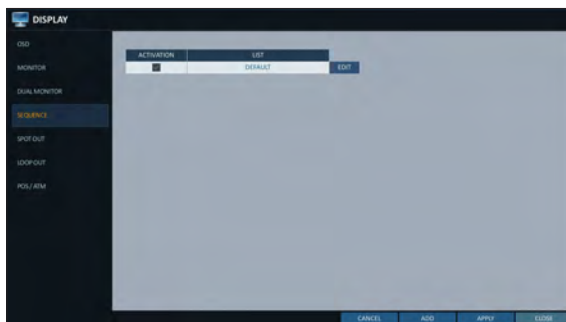 DISPLAY
OSD
MONITOR
DUAL MONITOR
SEQUENCE
SPOT OUT
LOOP OUT
POS / ATM
ACTIVATION LIST
DEFAULT EDIT
CANCEL ADD APPLY CLOSE